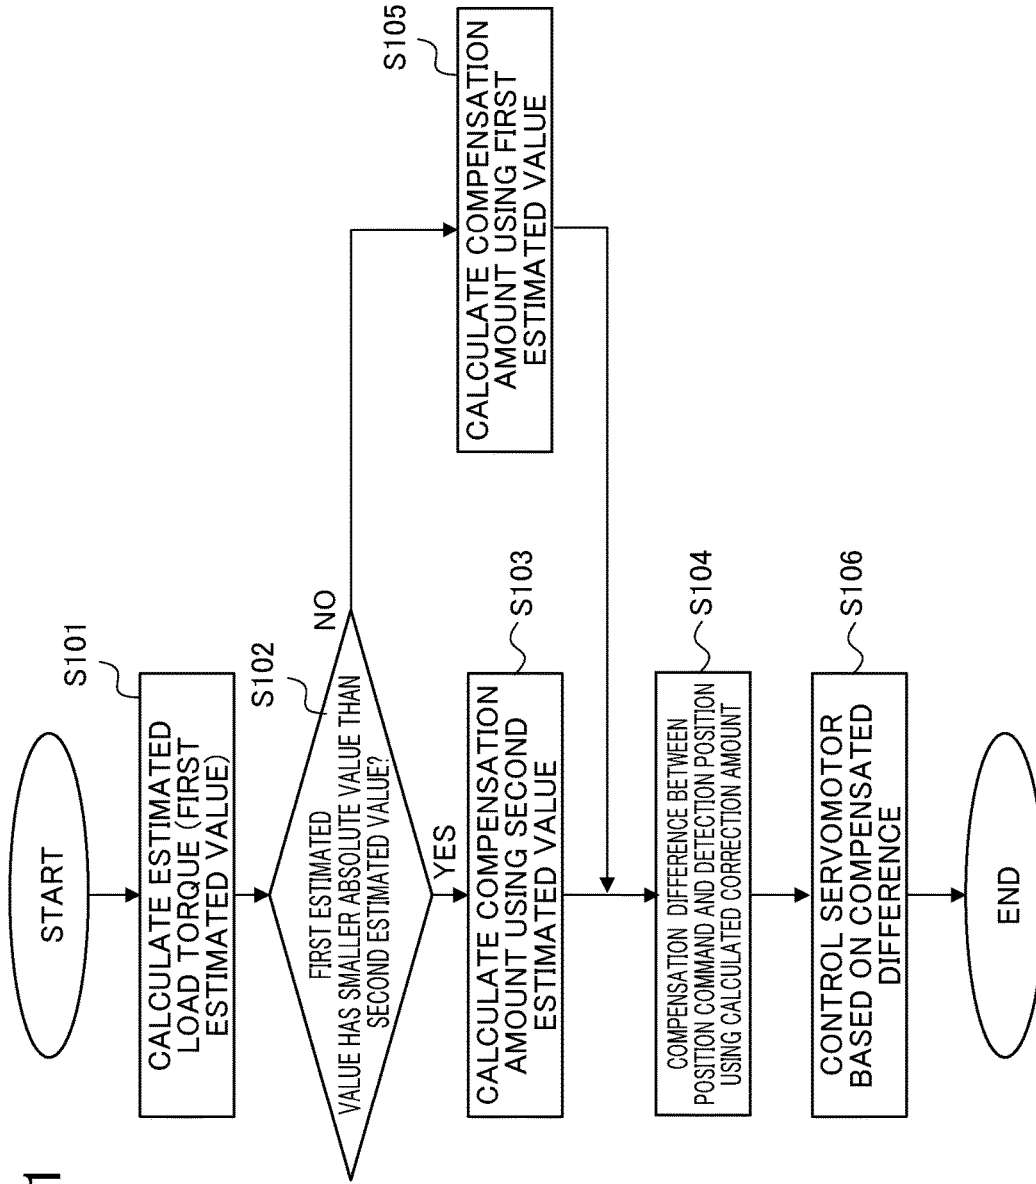 START
S101
CALCULATE ESTIMATED
LOAD TORQUE (FIRST
ESTIMATED VALUE)
S102
FIRST ESTIMATED
VALUE HAS SMALLER ABSOLUTE VALUE THAN
SECOND ESTIMATED VALUE?
NO
YES
S103
CALCULATE COMPENSATION
AMOUNT USING SECOND
ESTIMATED VALUE
S105
CALCULATE COMPENSATION
AMOUNT USING FIRST
ESTIMATED VALUE
S104
COMPENSATION DIFFERENCE BETWEEN
POSITION COMMAND AND DETECTION POSITION
USING CALCULATED CORRECTION AMOUNT
S106
CONTROL SERVOMOTOR
BASED ON COMPENSATED
DIFFERENCE
END